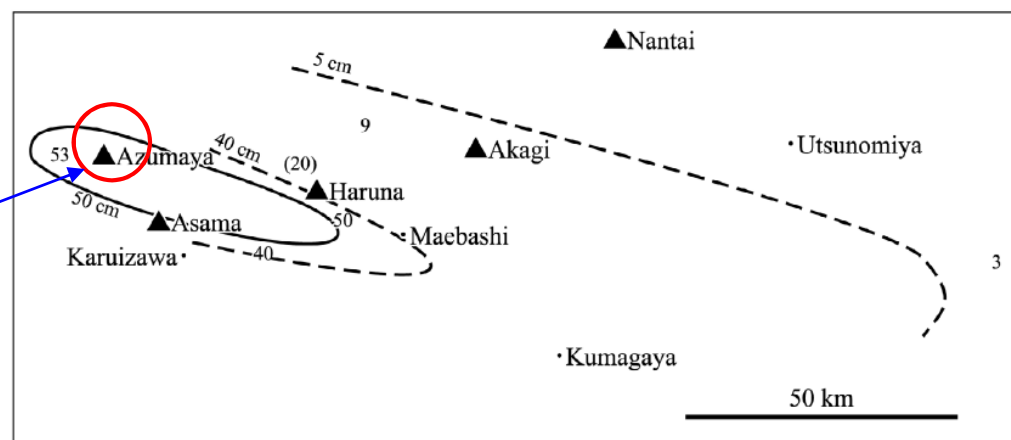 Nantai
5 cm
9
Akagi
Utsunomiya
53
Azumaya
40 cm
(20)
Haruna
50 cm
Asama
50
Maebashi
Karuizawa
40
3
Kumagaya
50 km